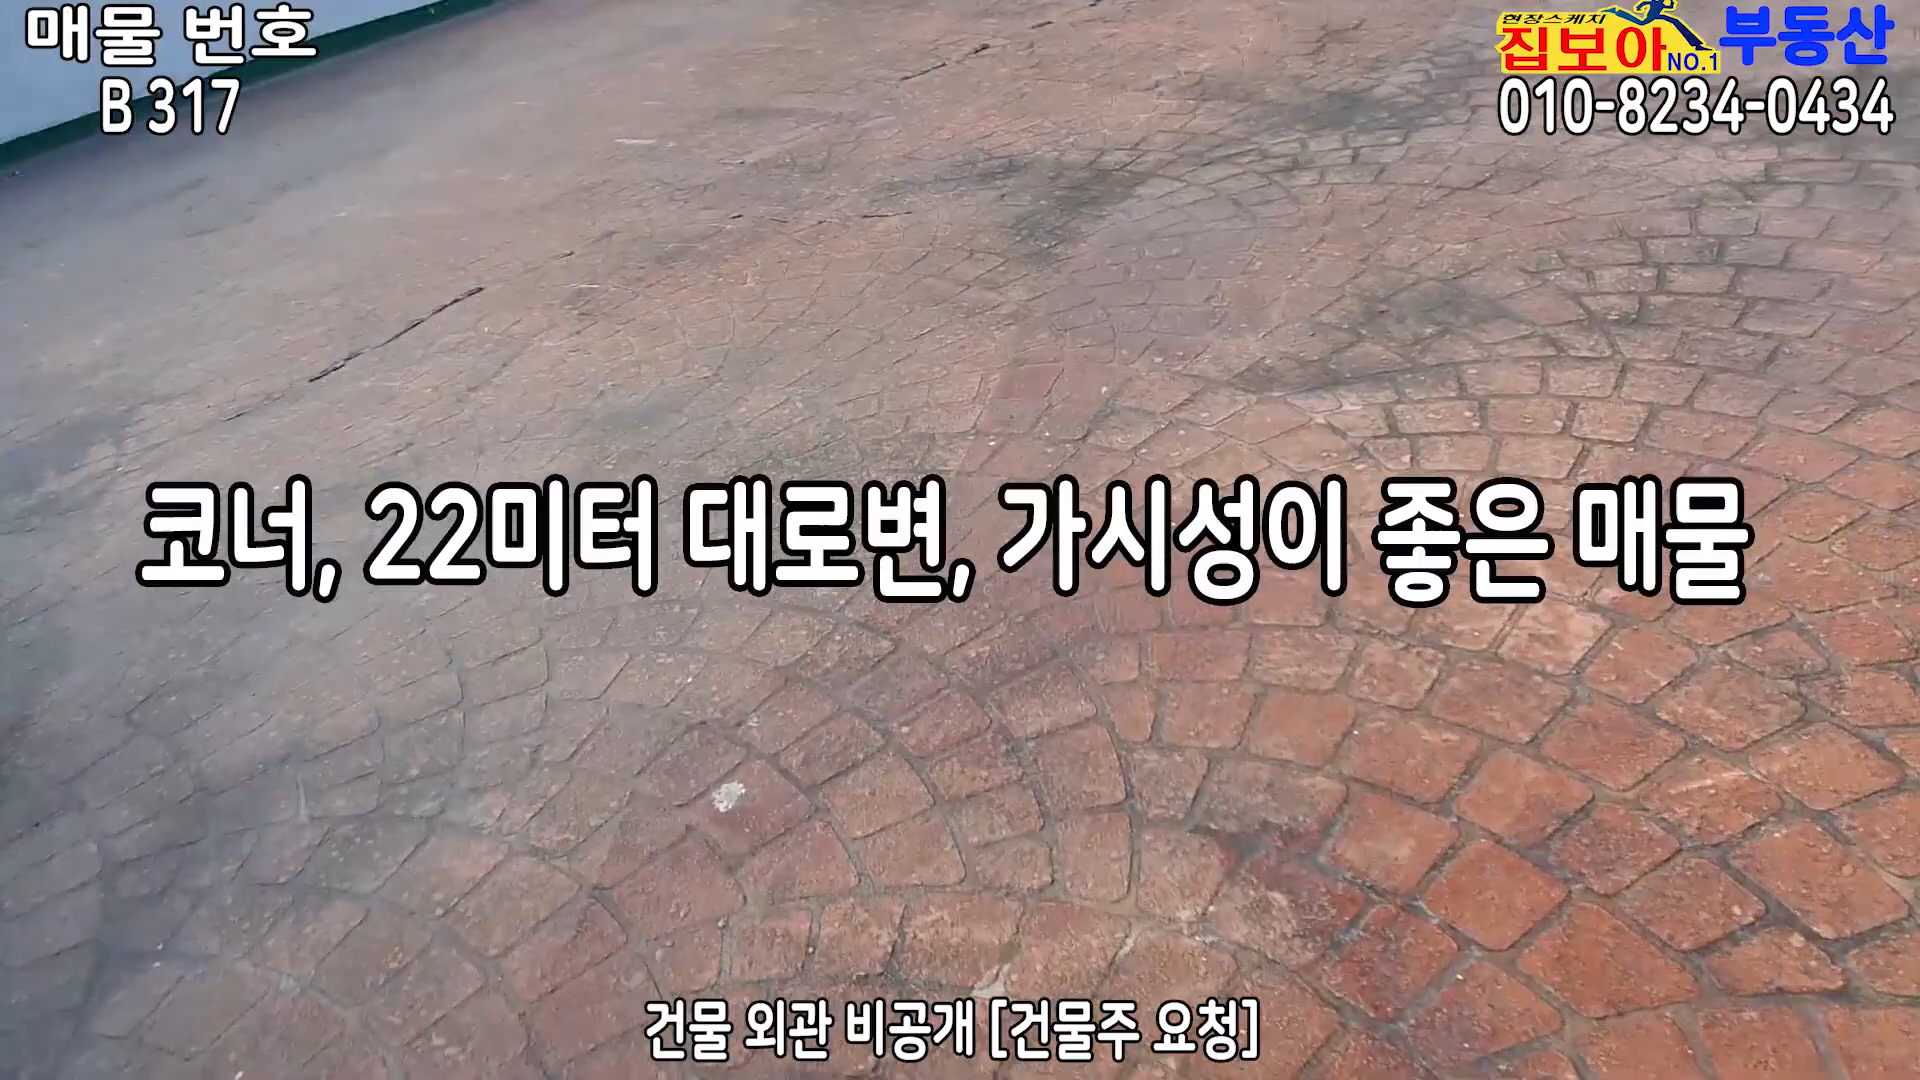 매물 번호
B 317
현장스케치
집보아NO.1 부동산
010-8234-0434
코너, 22미터 대로변, 가시성이 좋은 매물
건물 외관 비공개 [건물주 요청]